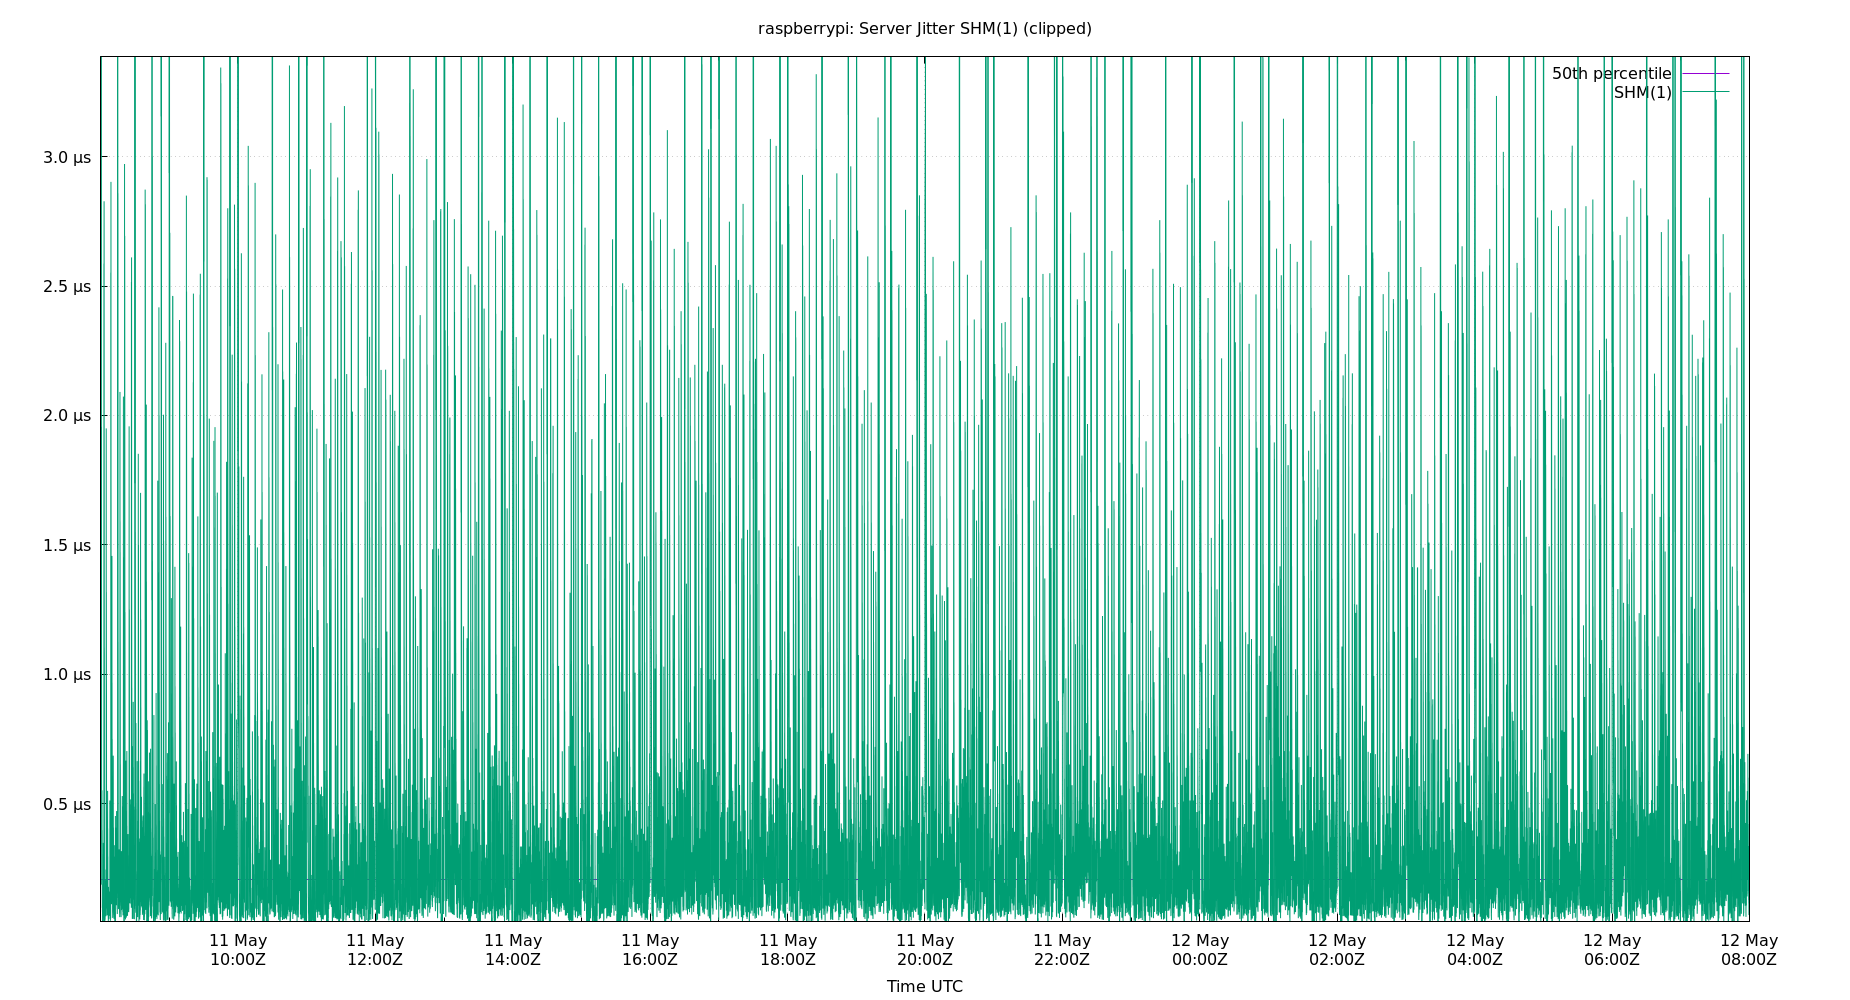 raspberrypi: Server Jitter SHM(1) (clipped)
50th percentile
SHM(1)
3.0 µs
2.5 µs
2.0 µs
1.5 µs
1.0 µs
0.5 µs
11 May 11 May 11 May 11 May 11 May 11 May 11 May 12 May 12 May 12 May 12 May 12 May
10:00Z 12:00Z 14:00Z 16:00Z 18:00Z 20:00Z 22:00Z 00:00Z 02:00Z 04:00Z 06:00Z 08:00Z
Time UTC